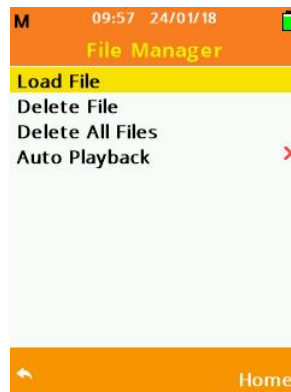 M 09:57 24/01/18
File Manager
Load File
Delete File
Delete All Files
Auto Playback
Home